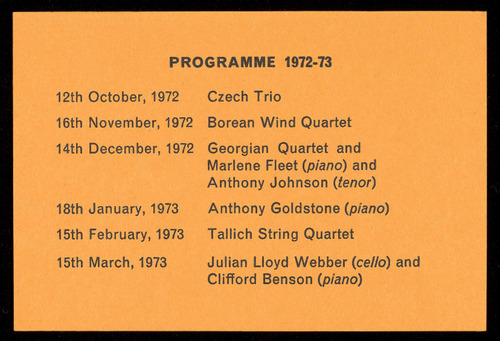 PROGRAMME 1972-73
12th October, 1972 Czech Trio
16th November, 1972 Borean Wind Quartet
14th December, 1972 Georgian Quartet and
Marlene Fleet (piano) and
Anthony Johnson (tenor)
18th January, 1973 Anthony Goldstone (piano)
15th February, 1973 Tallich String Quartet
15th March, 1973 Julian Lloyd Webber (cello) and
Clifford Benson (piano)